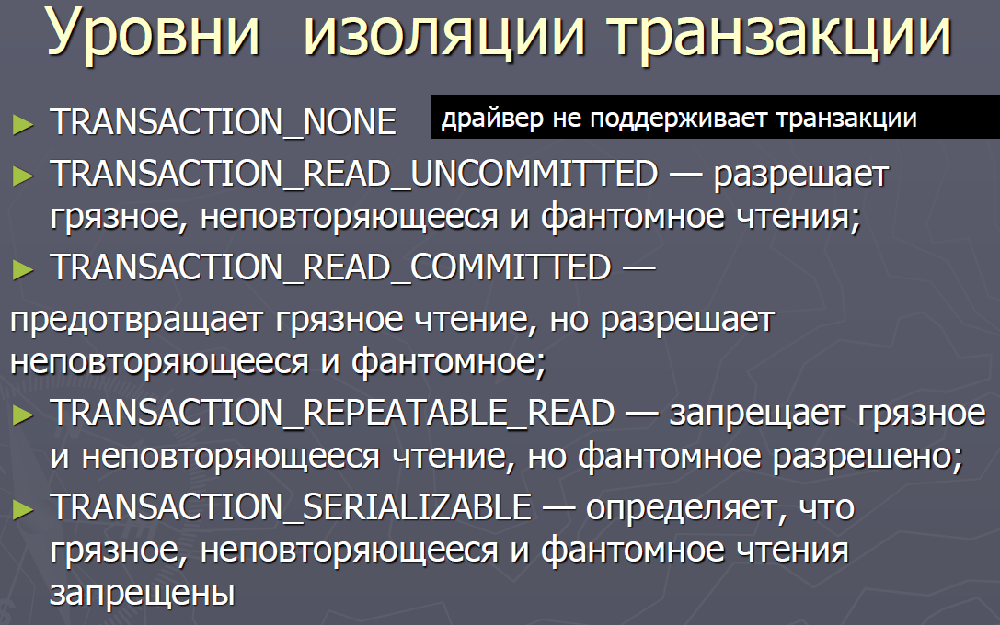 Уровни изоляции транзакции
► TRANSACTION_NONE
драйвер не поддерживает транзакции
► TRANSACTION_READ_UNCOMMITTED — разрешает
грязное, неповторяющееся и фантомное чтения;
► TRANSACTION_READ_COMMITTED —
предотвращает грязное чтение, но разрешает
неповторяющееся и фантомное;
► TRANSACTION_REPEATABLE_READ — запрещает грязное
и неповторяющееся чтение, но фантомное разрешено;
► TRANSACTION_SERIALIZABLE — определяет, что
грязное, неповторяющееся и фантомное чтения
запрещены